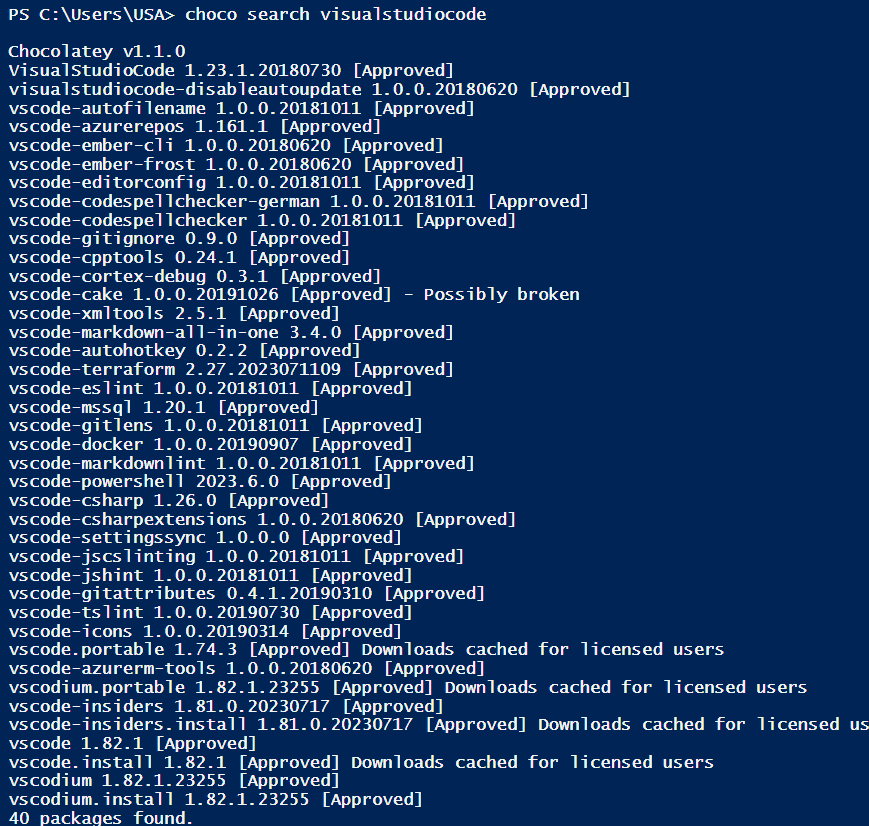 PS C:\Users\USA> choco search visualstudiocode
Chocolatey v1.1.0
VisualStudioCode 1.23.1.20180730 [Approved]
visualstudiocode-disableautoupdate 1.0.0.20180620 [Approved]
vscode-autofilename 1.0.0.20181011 [Approved]
vscode-azurerepos 1.161.1 [Approved]
vscode-ember-cli 1.0.0.20180620 [Approved]
vscode-ember-frost 1.0.0.20180620 [Approved]
vscode-editorconfig 1.0.0.20181011 [Approved]
vscode-codespellchecker-german 1.0.0.20181011 [Approved]
vscode-codespellchecker 1.0.0.20181011 [Approved]
vscode-gitignore 0.9.0 [Approved]
vscode-cpptools 0.24.1 [Approved]
vscode-cortex-debug 0.3.1 [Approved]
vscode-cake 1.0.0.20191026 [Approved] - Possibly broken
vscode-xmltools 2.5.1 [Approved]
vscode-markdown-all-in-one 3.4.0 [Approved]
vscode-autohotkey 0.2.2 [Approved]
vscode-terraform 2.27.2023071109 [Approved]
vscode-eslint 1.0.0.20181011 [Approved]
vscode-mssql 1.20.1 [Approved]
vscode-gitlens 1.0.0.20181011 [Approved]
vscode-docker 1.0.0.20190907 [Approved]
vscode-markdownlint 1.0.0.20181011 [Approved]
vscode-powershell 2023.6.0 [Approved]
vscode-csharp 1.26.0 [Approved]
vscode-csharpextensions 1.0.0.20180620 [Approved]
vscode-settingssync 1.0.0.0 [Approved]
vscode-jscslinting 1.0.0.20181011 [Approved]
vscode-jshint 1.0.0.20181011 [Approved]
vscode-gitattributes 0.4.1.20190310 [Approved]
vscode-tslint 1.0.0.20190730 [Approved]
vscode-icons 1.0.0.20190314 [Approved]
vscode.portable 1.74.3 [Approved] Downloads cached for licensed users
vscode-azurerm-tools 1.0.0.20180620 [Approved]
vscodium.portable 1.82.1.23255 [Approved] Downloads cached for licensed users
vscode-insiders 1.81.0.20230717 [Approved]
vscode-insiders.install 1.81.0.20230717 [Approved] Downloads cached for licensed us
vscode 1.82.1 [Approved]
vscode.install 1.82.1 [Approved] Downloads cached for licensed users
vscodium 1.82.1.23255 [Approved]
vscodium.install 1.82.1.23255 [Approved]
40 packages found.